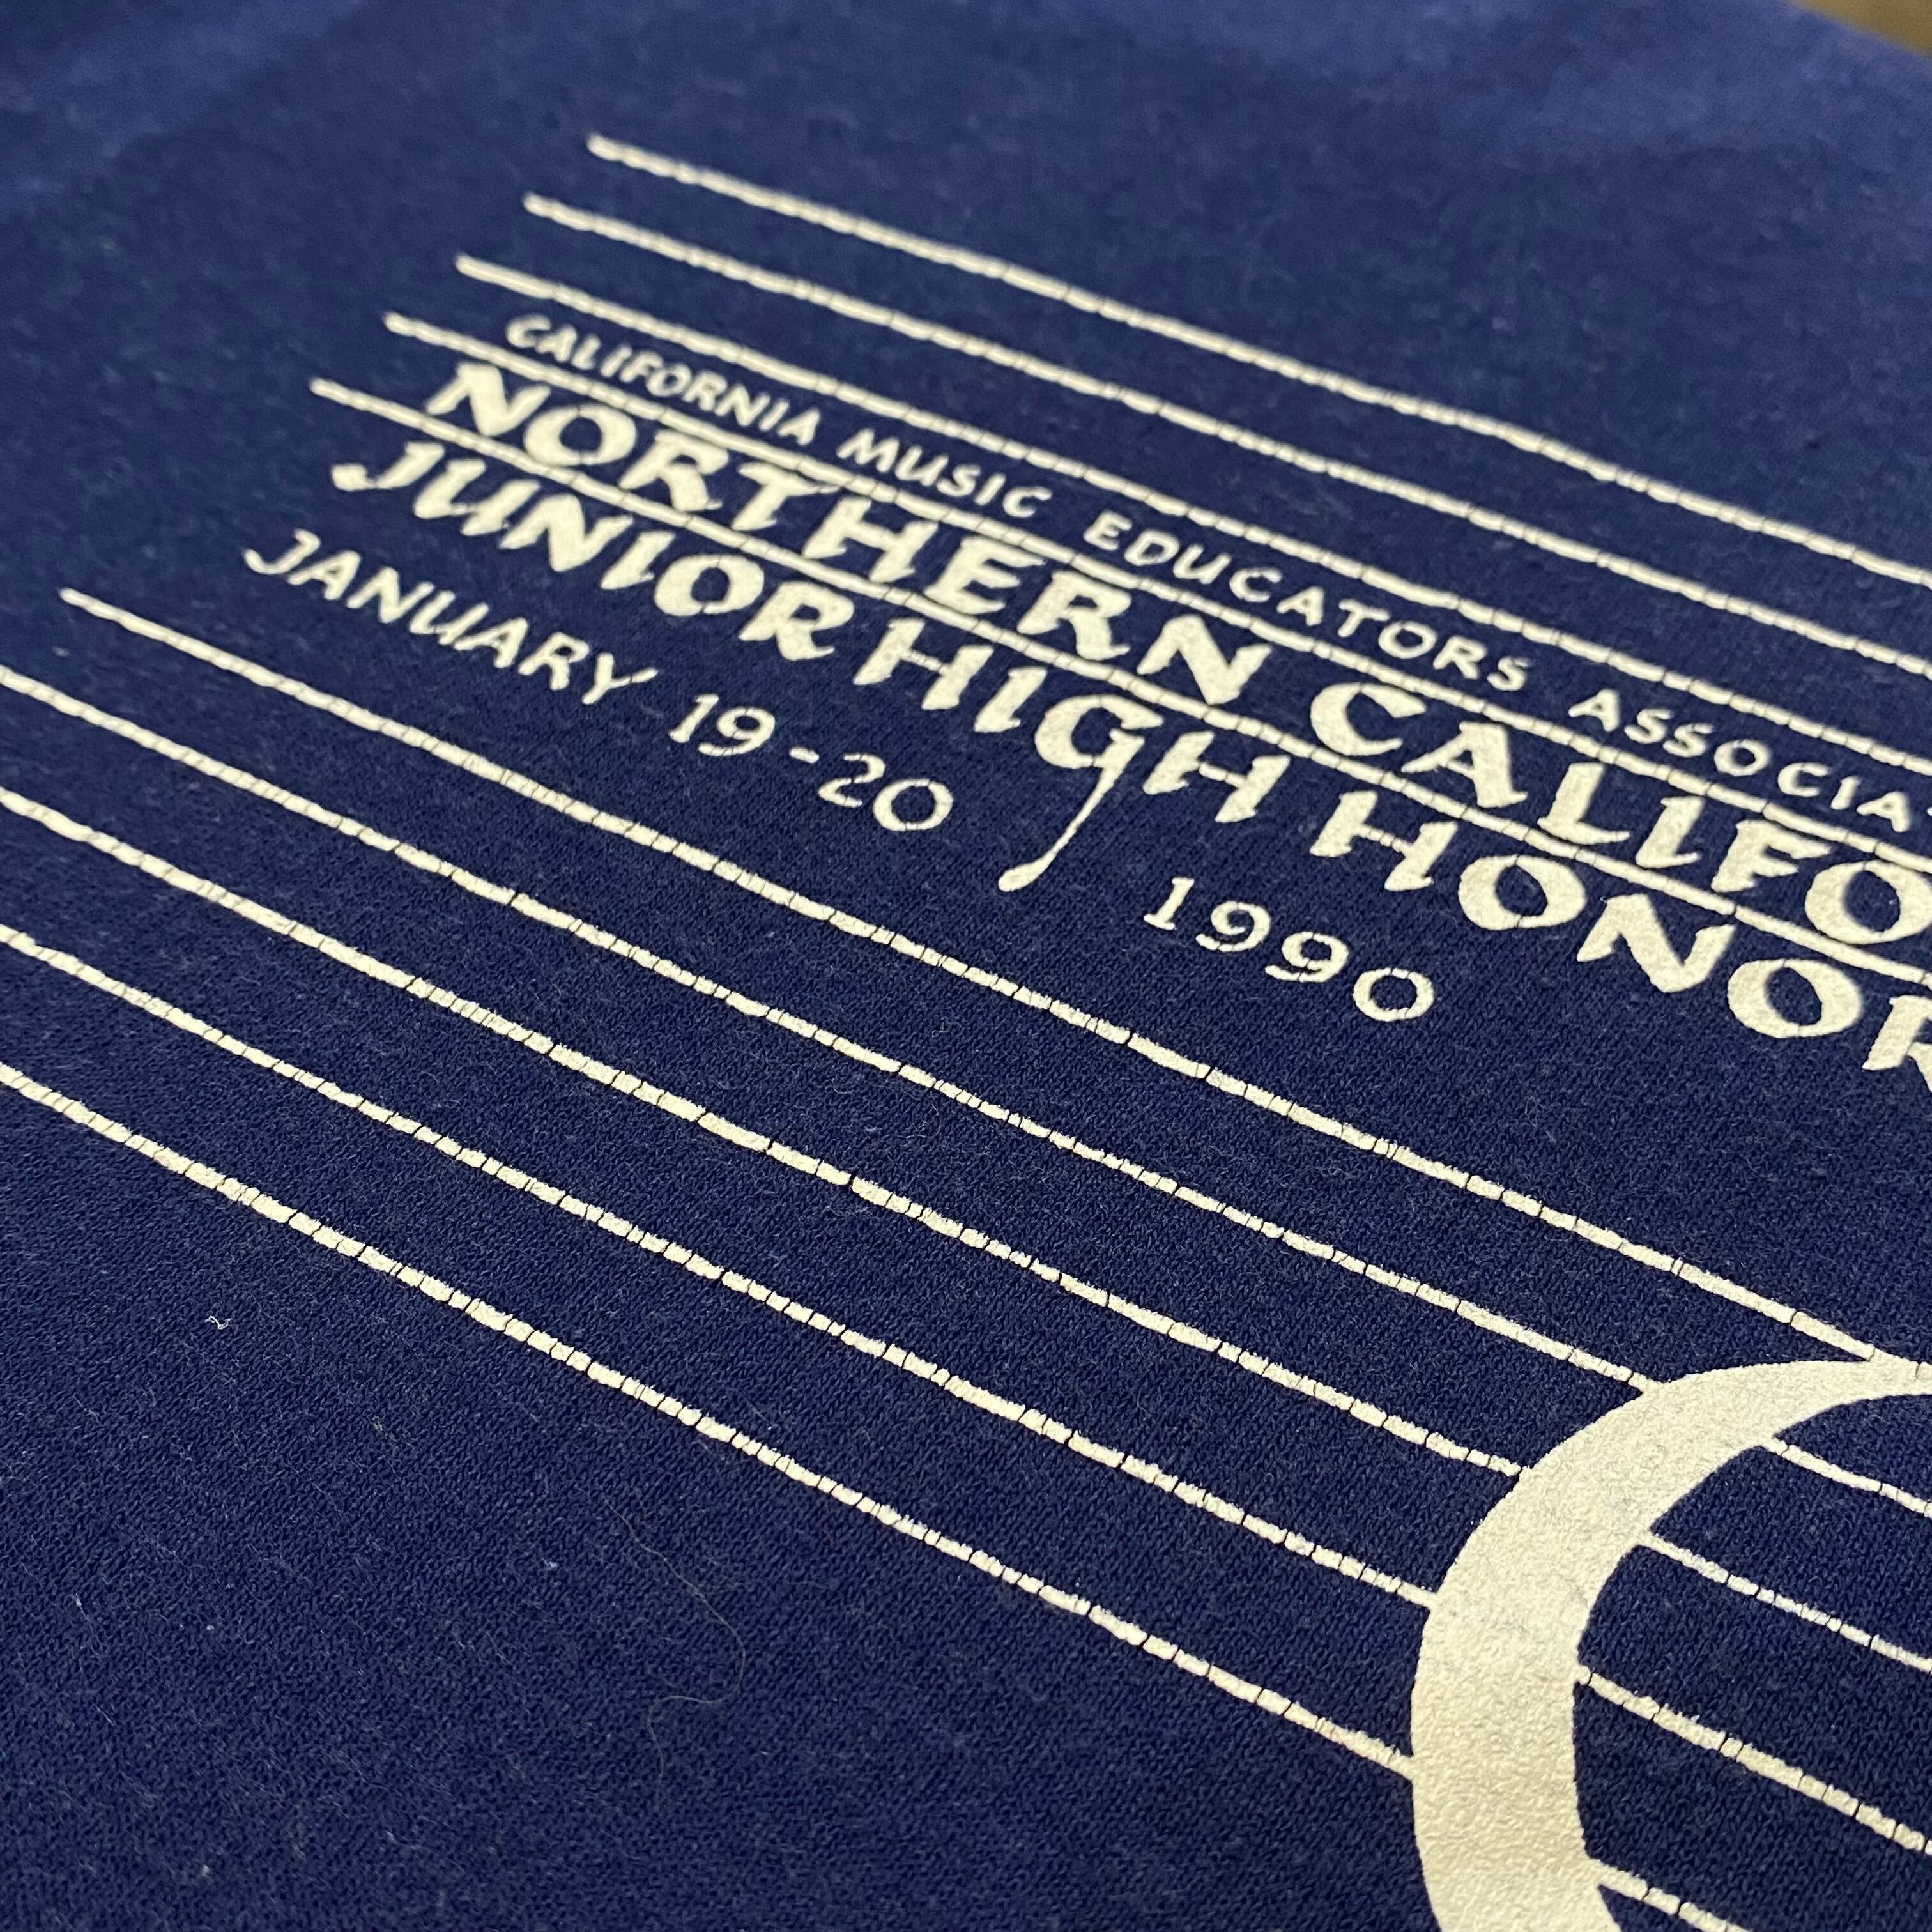 CALIFORNIA MUSIC EDUCATORS ASSOCIA
NORTHERN CALIFO
JUNIOR HIGH HONOR
JANUARY 19-20 1990